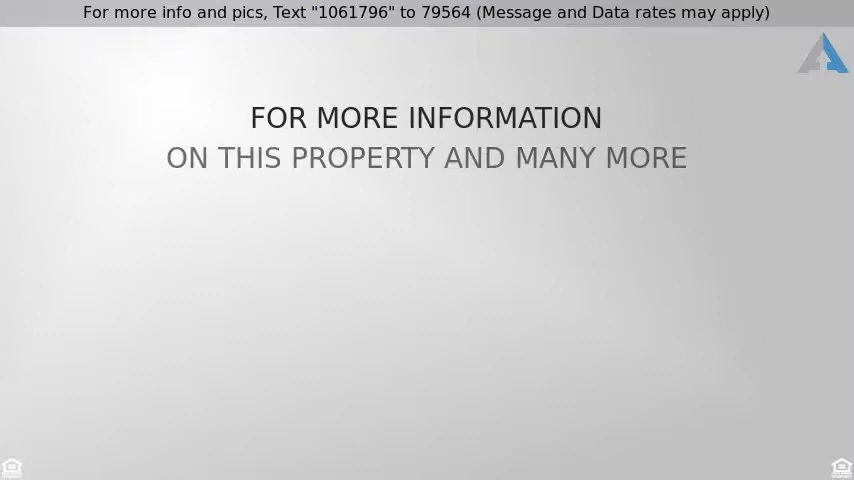 For more info and pics, Text "1061796" to 79564 (Message and Data rates may apply)
FOR MORE INFORMATION
ON THIS PROPERTY AND MANY MORE